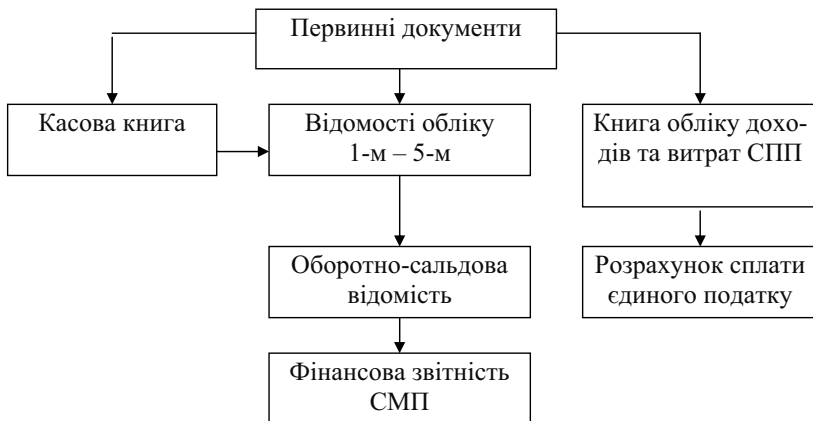 Первинні документи
Касова книга
Відомості обліку
1-м – 5-м
Книга обліку дохо-
дів та витрат СПП
Оборотно-сальдова
відомість
Розрахунок сплати
єдиного податку
Фінансова звітність
СМП